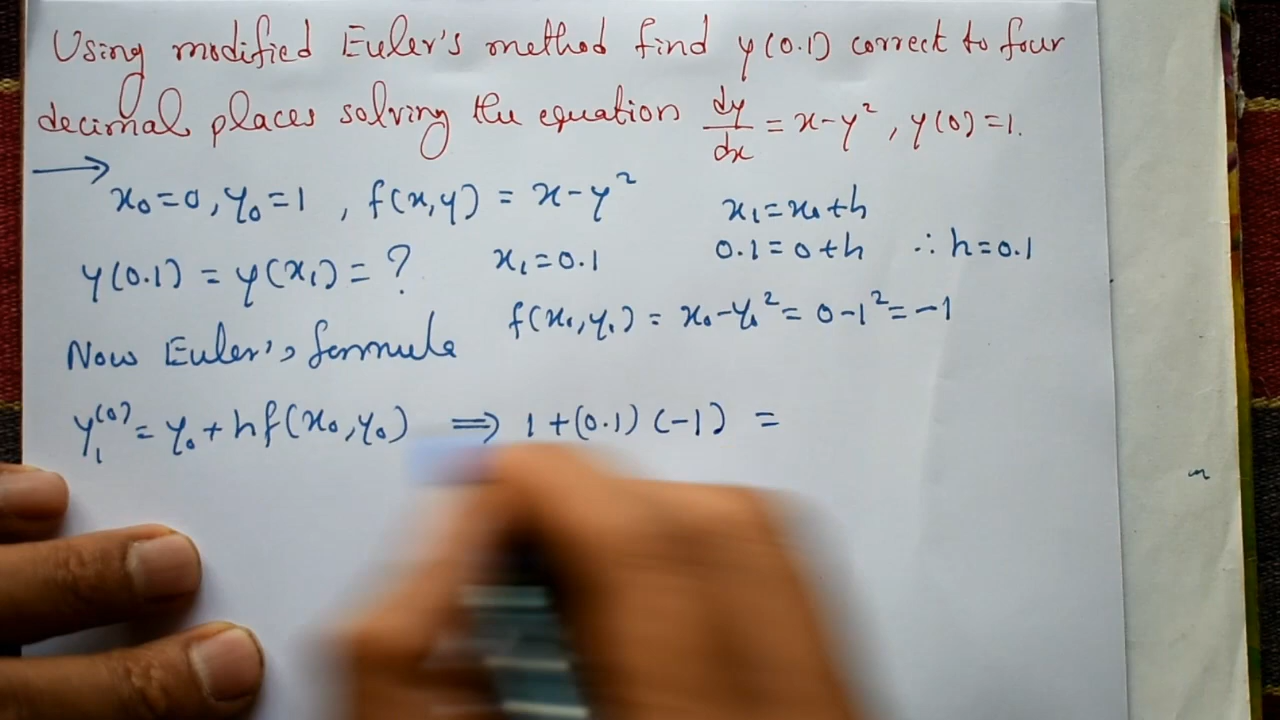 Using modified Euler's method find y(0.1) correct to four
decimal places solving the equation dy/dx = x-y², y(0)=1.
→ x₀=0, y₀=1, f(x,y) = x-y²
x₁=x₀+h
y(0.1) = y(x₁) = ? x₁=0.1
0.1=0+h ∴ h=0.1
f(x₀,y₀) = x₀-y₀² = 0-1² = -1
Now Euler's formula
y₁⁽⁰⁾ = y₀+hf(x₀,y₀) ⟹ 1+(0.1)(-1) =